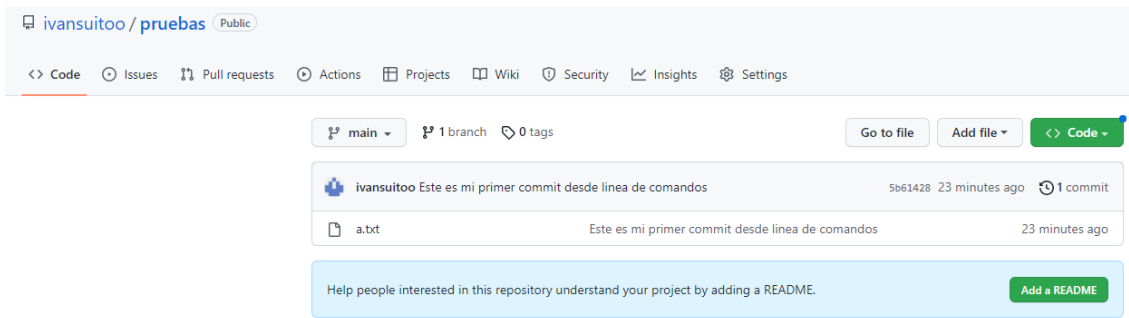 ivansuitoo / pruebas Public
<> Code Issues Pull requests Actions Projects Wiki Security Insights Settings
main 1 branch 0 tags Go to file Add file <> Code
ivansuitoo Este es mi primer commit desde linea de comandos 5b61428 23 minutes ago 1 commit
a.txt Este es mi primer commit desde linea de comandos 23 minutes ago
Help people interested in this repository understand your project by adding a README. Add a README